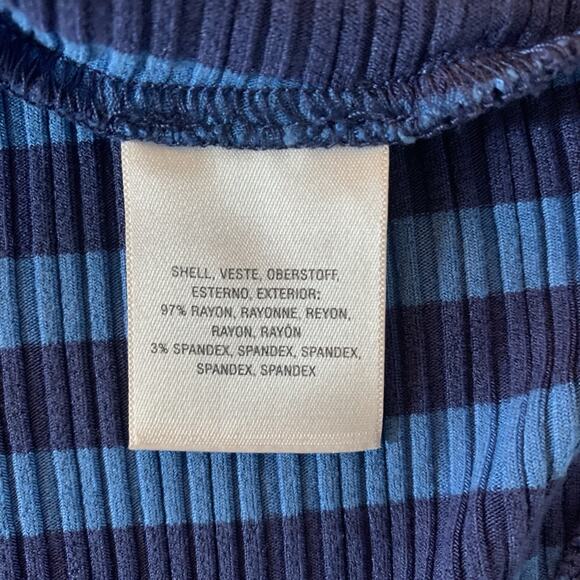 SHELL, VESTE, OBERSTOFF,
ESTERNO, EXTERIOR:
97% RAYON, RAYONNE, REYON,
RAYON, RAYÓN
3% SPANDEX, SPANDEX, SPANDEX,
SPANDEX, SPANDEX